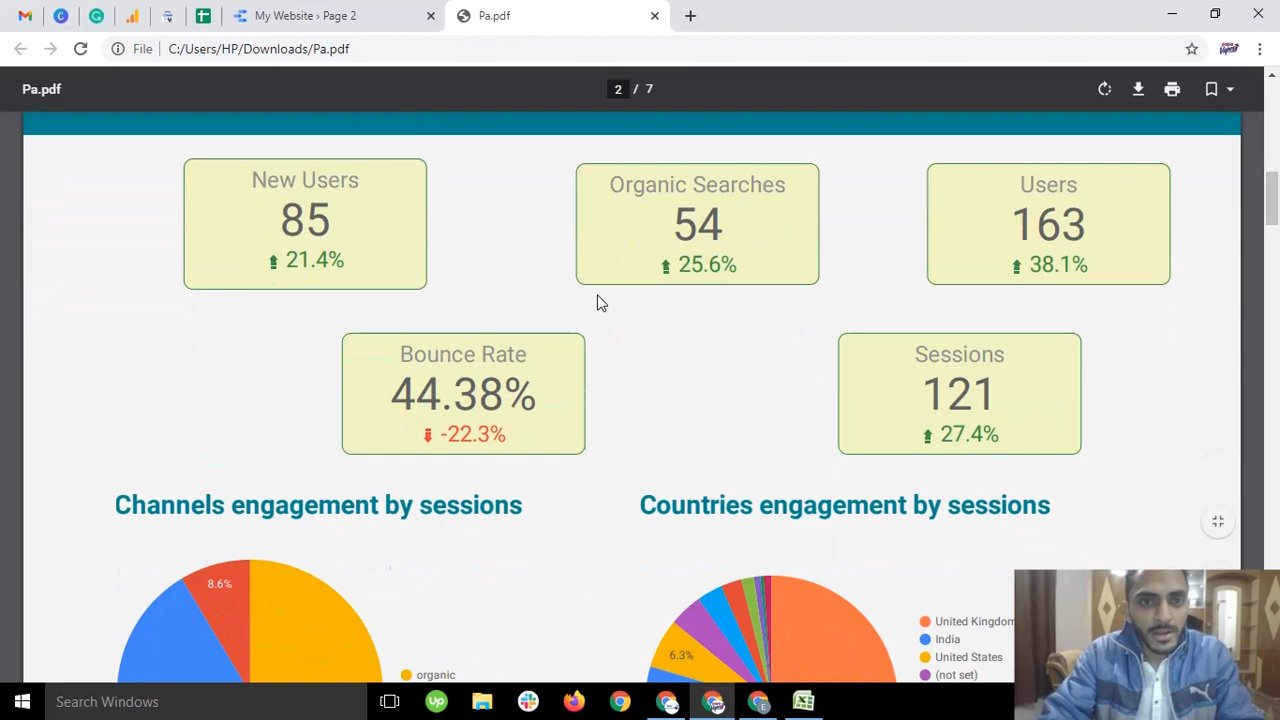 My Website › Page 2
Pa.pdf
File
C:/Users/HP/Downloads/Pa.pdf
Pa.pdf
2 / 7
New Users
85
21.4%
Organic Searches
54
25.6%
Users
163
38.1%
Bounce Rate
44.38%
-22.3%
Sessions
121
27.4%
Channels engagement by sessions
Countries engagement by sessions
8.6%
organic
6.3%
United Kingdom
India
United States
(not set)
Search Windows
Up
E